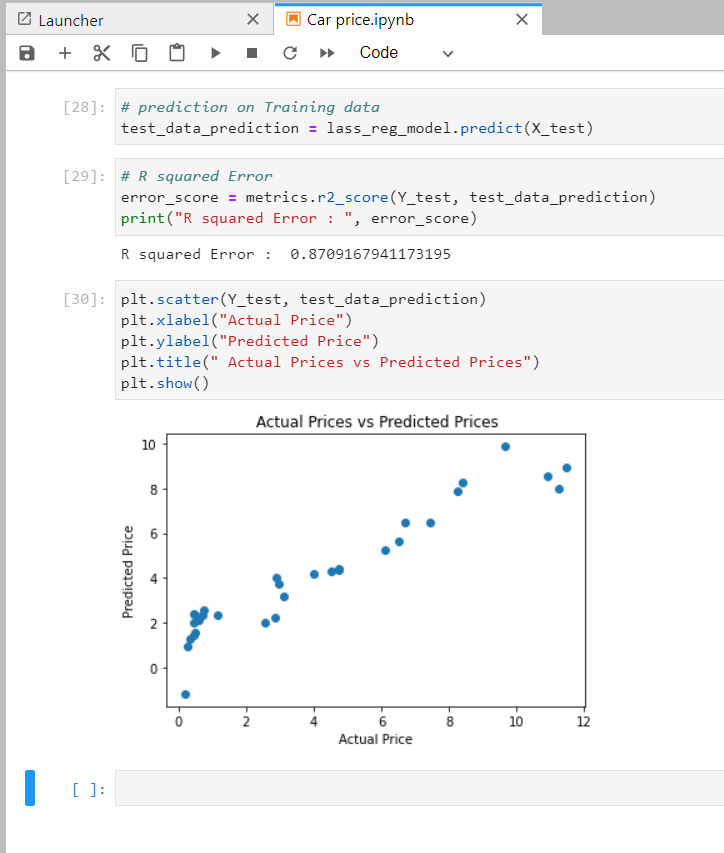 Launcher
Car price.ipynb
Code
[28]:
# prediction on Training data
test_data_prediction = lass_reg_model.predict(X_test)
[29]:
# R squared Error
error_score = metrics.r2_score(Y_test, test_data_prediction)
print("R squared Error : ", error_score)
R squared Error :  0.8709167941173195
[30]:
plt.scatter(Y_test, test_data_prediction)
plt.xlabel("Actual Price")
plt.ylabel("Predicted Price")
plt.title(" Actual Prices vs Predicted Prices")
plt.show()
Actual Prices vs Predicted Prices
10
8
6
4
2
0
Predicted Price
0 2 4 6 8 10 12
Actual Price
[ ]: